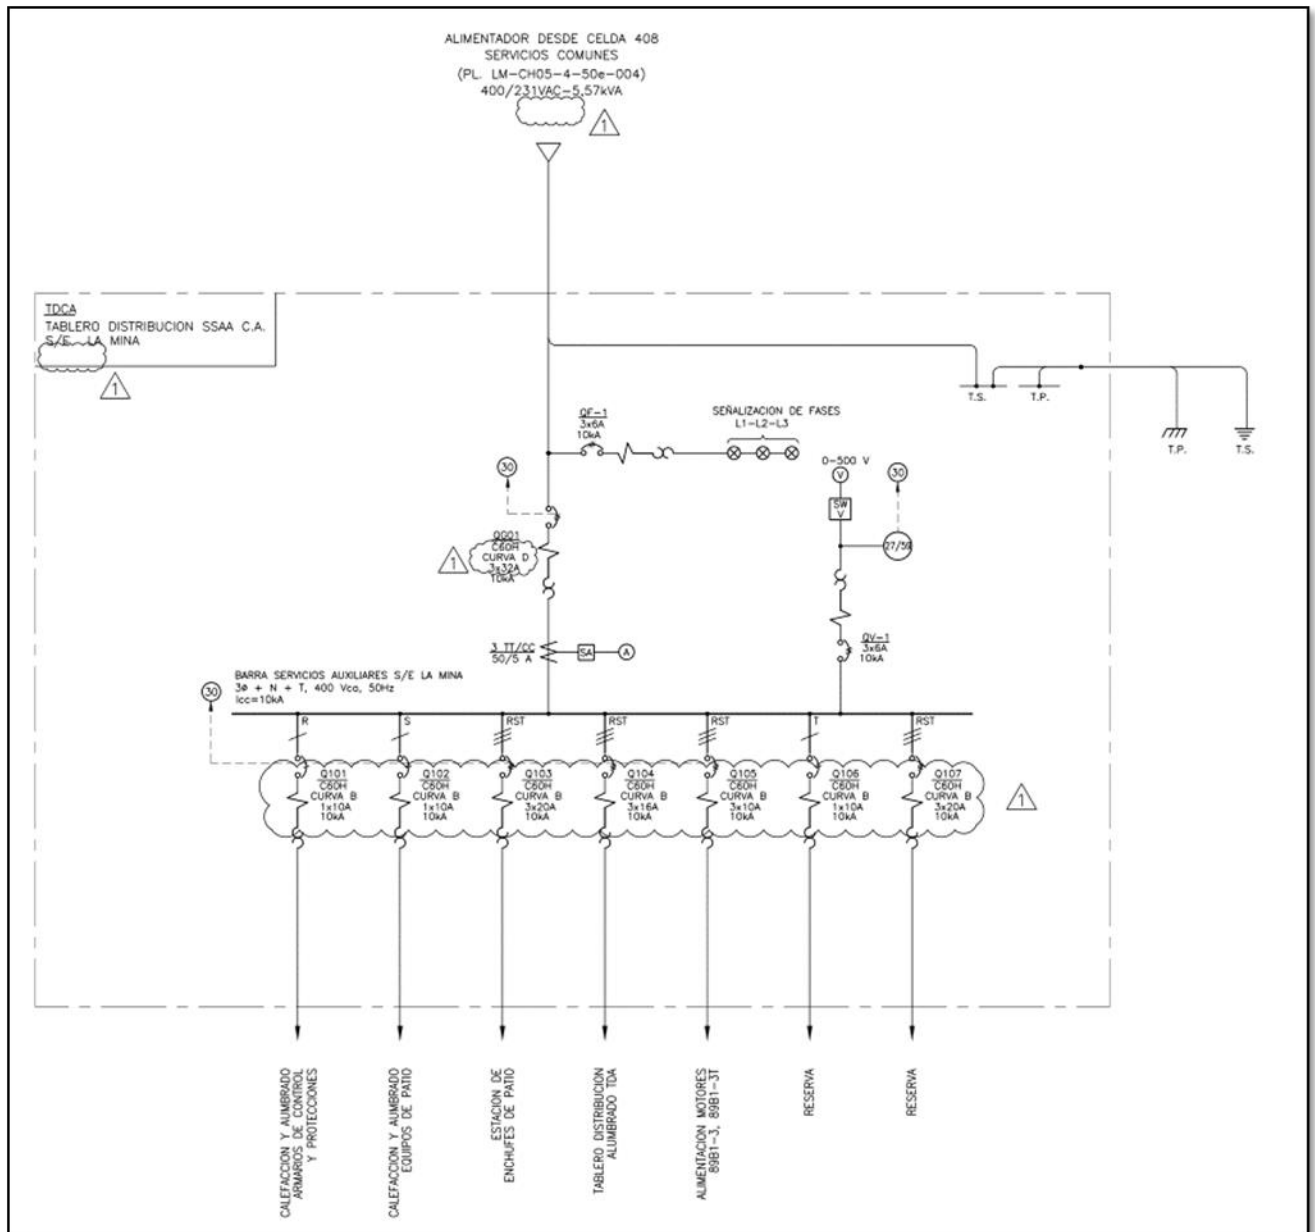 ALIMENTADOR DESDE CELDA 408
SERVICIOS COMUNES
(PL. LM-CH05-4-50e-004)
400/231VAC-5,57kVA
1
TDCA
TABLERO DISTRIBUCION SSAA C.A.
S/E LA MINA
1
T.S.
T.P.
T.P.
T.S.
QF-1
3x6A
10kA
SEÑALIZACION DE FASES
L1-L2-L3
30
0-500 V
V
SW
V
30
27/59
QG01
C60H
CURVA D
3x32A
10kA
1
3 TT/CC
50/5 A
SA
A
QV-1
3x6A
10kA
BARRA SERVICIOS AUXILIARES S/E LA MINA
3ø + N + T, 400 Vca, 50Hz
Icc=10kA
30
R
S
RST
RST
RST
T
RST
Q101
C60H
CURVA B
1x10A
10kA
Q102
C60H
CURVA B
1x10A
10kA
Q103
C60H
CURVA B
3x20A
10kA
Q104
C60H
CURVA B
3x16A
10kA
Q105
C60H
CURVA B
3x10A
10kA
Q106
C60H
CURVA B
1x10A
10kA
Q107
C60H
CURVA B
3x20A
10kA
1
CALEFACCION Y AUMBRADO
ARMARIOS DE CONTROL
Y PROTECCIONES
CALEFACCION Y AUMBRADO
EQUIPOS DE PATIO
ESTACION DE
ENCHUFES DE PATIO
TABLERO DISTRIBUCION
ALUMBRADO TDA
ALIMENTACION MOTORES
89B1-3, 89B1-3T
RESERVA
RESERVA